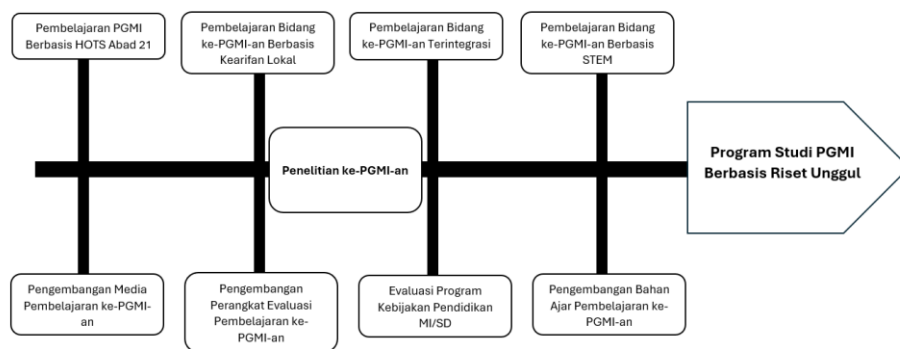 Pembelajaran PGMI
Berbasis HOTS Abad 21
Pembelajaran Bidang
ke-PGMI-an Berbasis
Kearifan Lokal
Pembelajaran Bidang
ke-PGMI-an Terintegrasi
Pembelajaran Bidang
ke-PGMI-an Berbasis
STEM
Penelitian ke-PGMI-an
Program Studi PGMI
Berbasis Riset Unggul
Pengembangan Media
Pembelajaran ke-PGMI-
an
Pengembangan
Perangkat Evaluasi
Pembelajaran ke-
PGMI-an
Evaluasi Program
Kebijakan Pendidikan
MI/SD
Pengembangan Bahan
Ajar Pembelajaran ke-
PGMI-an